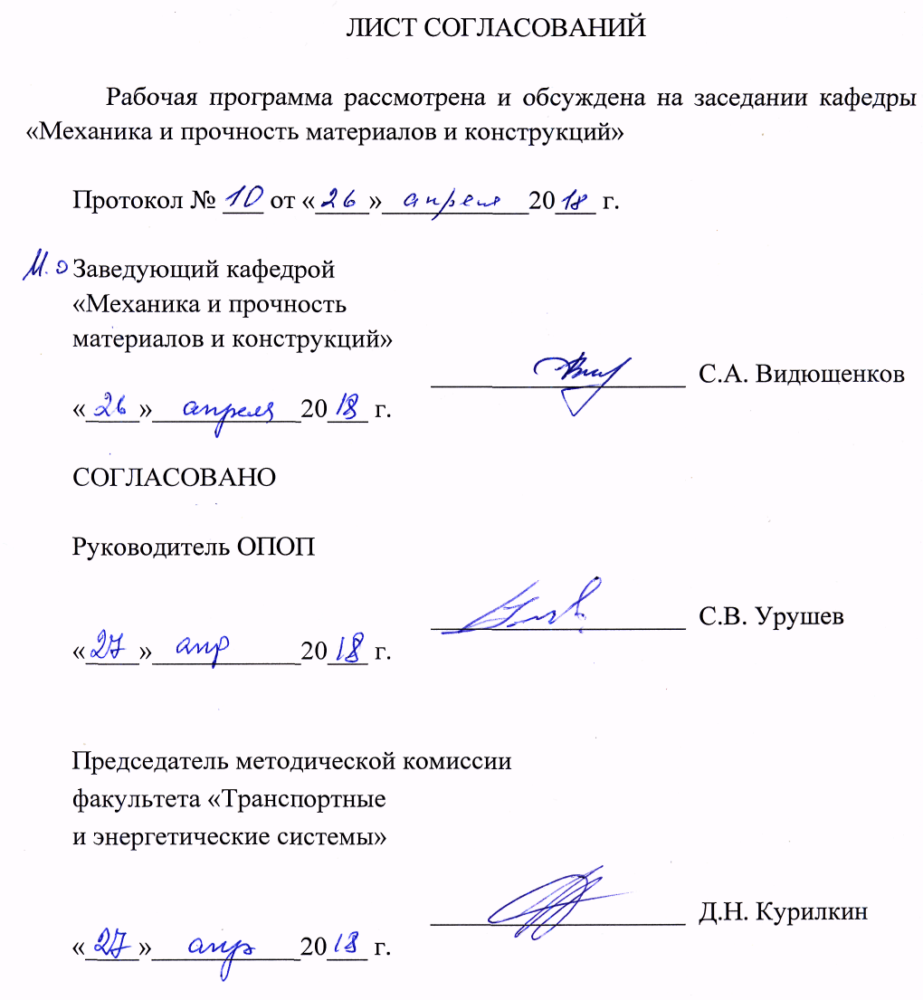 ЛИСТ СОГЛАСОВАНИЙ
Рабочая программа рассмотрена и обсуждена на заседании кафедры
«Механика и прочность материалов и конструкций»
Протокол № 10 от «26» апреля 2018 г.
И.о Заведующий кафедрой
«Механика и прочность
материалов и конструкций»
С.А. Видюшенков
«26» апреля 2018 г.
СОГЛАСОВАНО
Руководитель ОПОП
С.В. Урушев
«27» апр 2018 г.
Председатель методической комиссии
факультета «Транспортные
и энергетические системы»
Д.Н. Курилкин
«27» апр 2018 г.